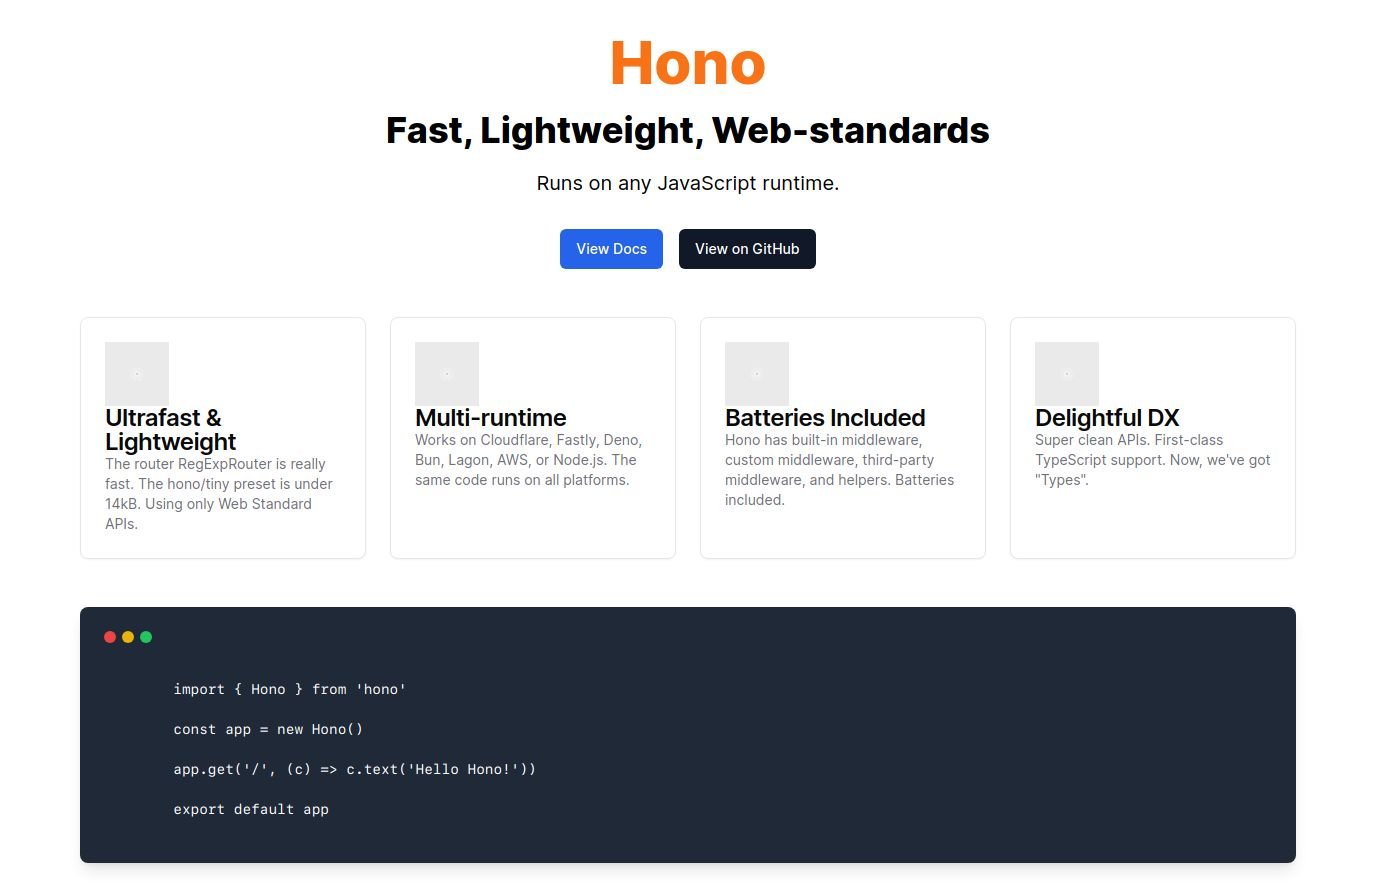 Hono
Fast, Lightweight, Web-standards
Runs on any JavaScript runtime.
View Docs
View on GitHub
Ultrafast &
Lightweight
The router RegExpRouter is really
fast. The hono/tiny preset is under
14kB. Using only Web Standard
APIs.
Multi-runtime
Works on Cloudflare, Fastly, Deno,
Bun, Lagon, AWS, or Node.js. The
same code runs on all platforms.
Batteries Included
Hono has built-in middleware,
custom middleware, third-party
middleware, and helpers. Batteries
included.
Delightful DX
Super clean APIs. First-class
TypeScript support. Now, we've got
"Types".
import { Hono } from 'hono'
const app = new Hono()
app.get('/', (c) => c.text('Hello Hono!'))
export default app